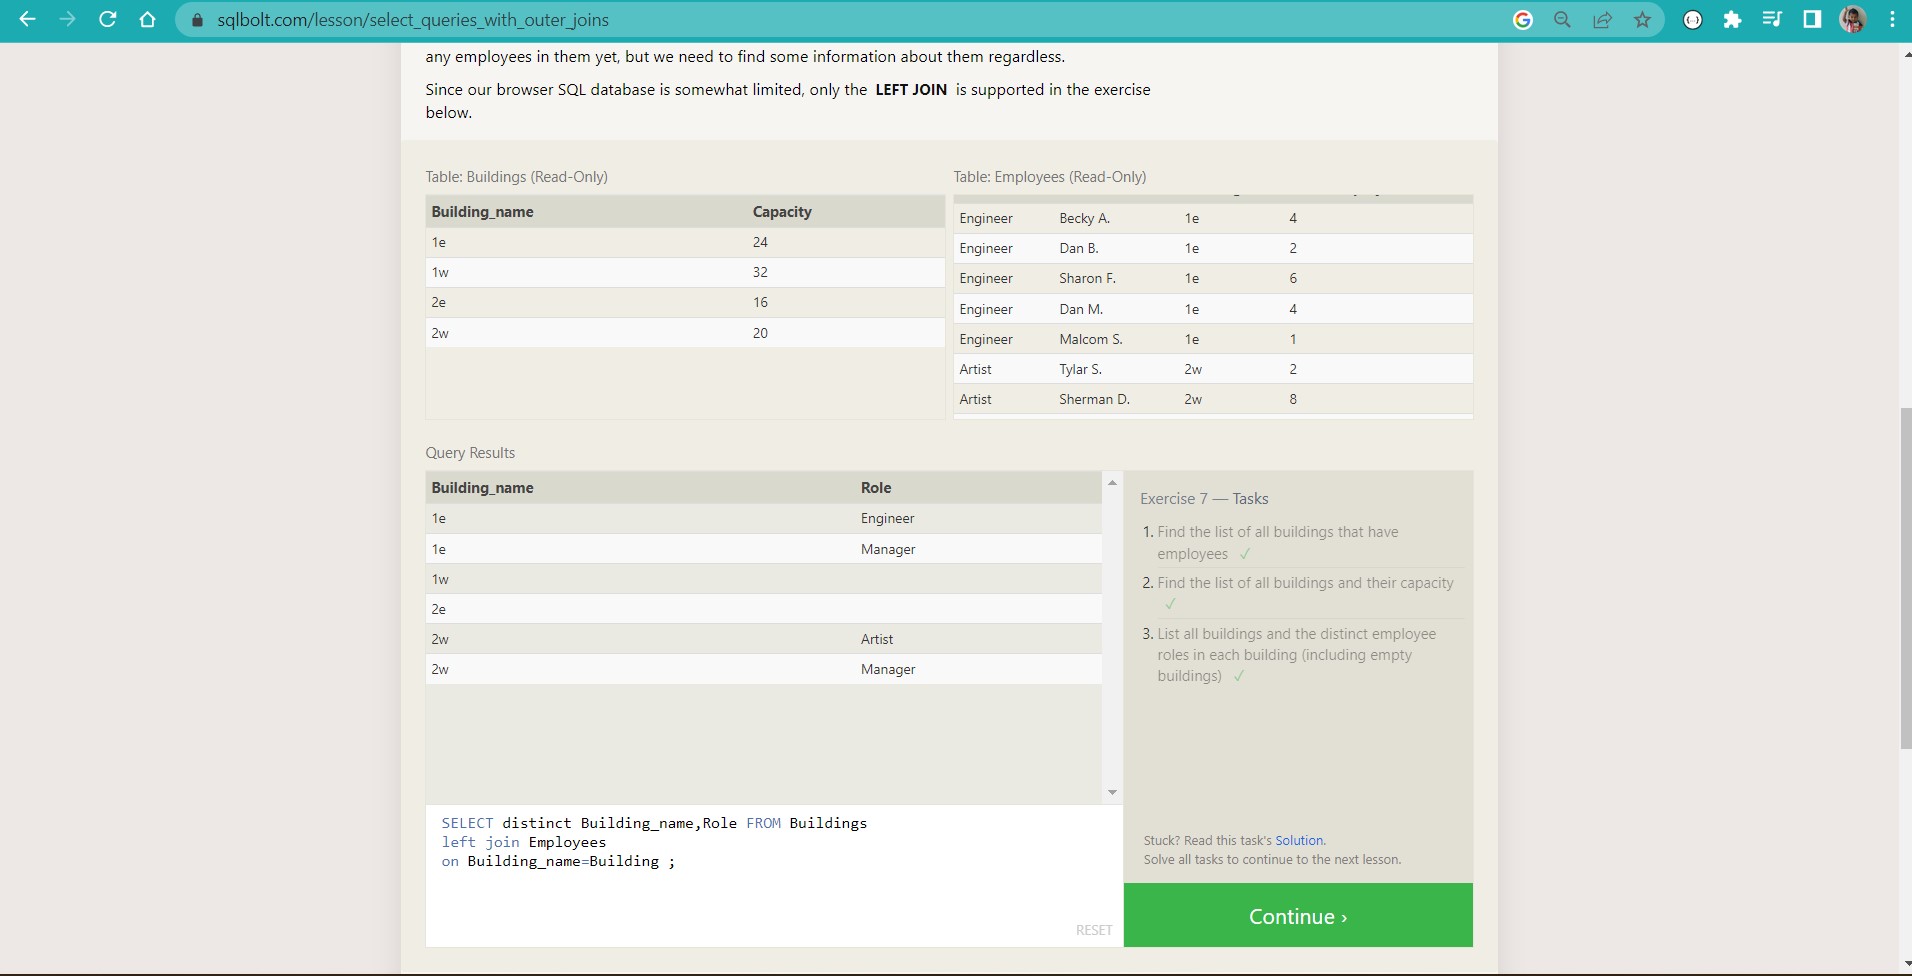 sqlbolt.com/lesson/select_queries_with_outer_joins
any employees in them yet, but we need to find some information about them regardless.
Since our browser SQL database is somewhat limited, only the LEFT JOIN is supported in the exercise
below.
Table: Buildings (Read-Only)
Building_name Capacity
1e 24
1w 32
2e 16
2w 20
Table: Employees (Read-Only)
Engineer Becky A. 1e 4
Engineer Dan B. 1e 2
Engineer Sharon F. 1e 6
Engineer Dan M. 1e 4
Engineer Malcom S. 1e 1
Artist Tylar S. 2w 2
Artist Sherman D. 2w 8
Query Results
Building_name Role
1e Engineer
1e Manager
1w
2e
2w Artist
2w Manager
SELECT distinct Building_name,Role FROM Buildings
left join Employees
on Building_name=Building ;
RESET
Exercise 7 — Tasks
1. Find the list of all buildings that have
employees ✓
2. Find the list of all buildings and their capacity
✓
3. List all buildings and the distinct employee
roles in each building (including empty
buildings) ✓
Stuck? Read this task's Solution.
Solve all tasks to continue to the next lesson.
Continue ›